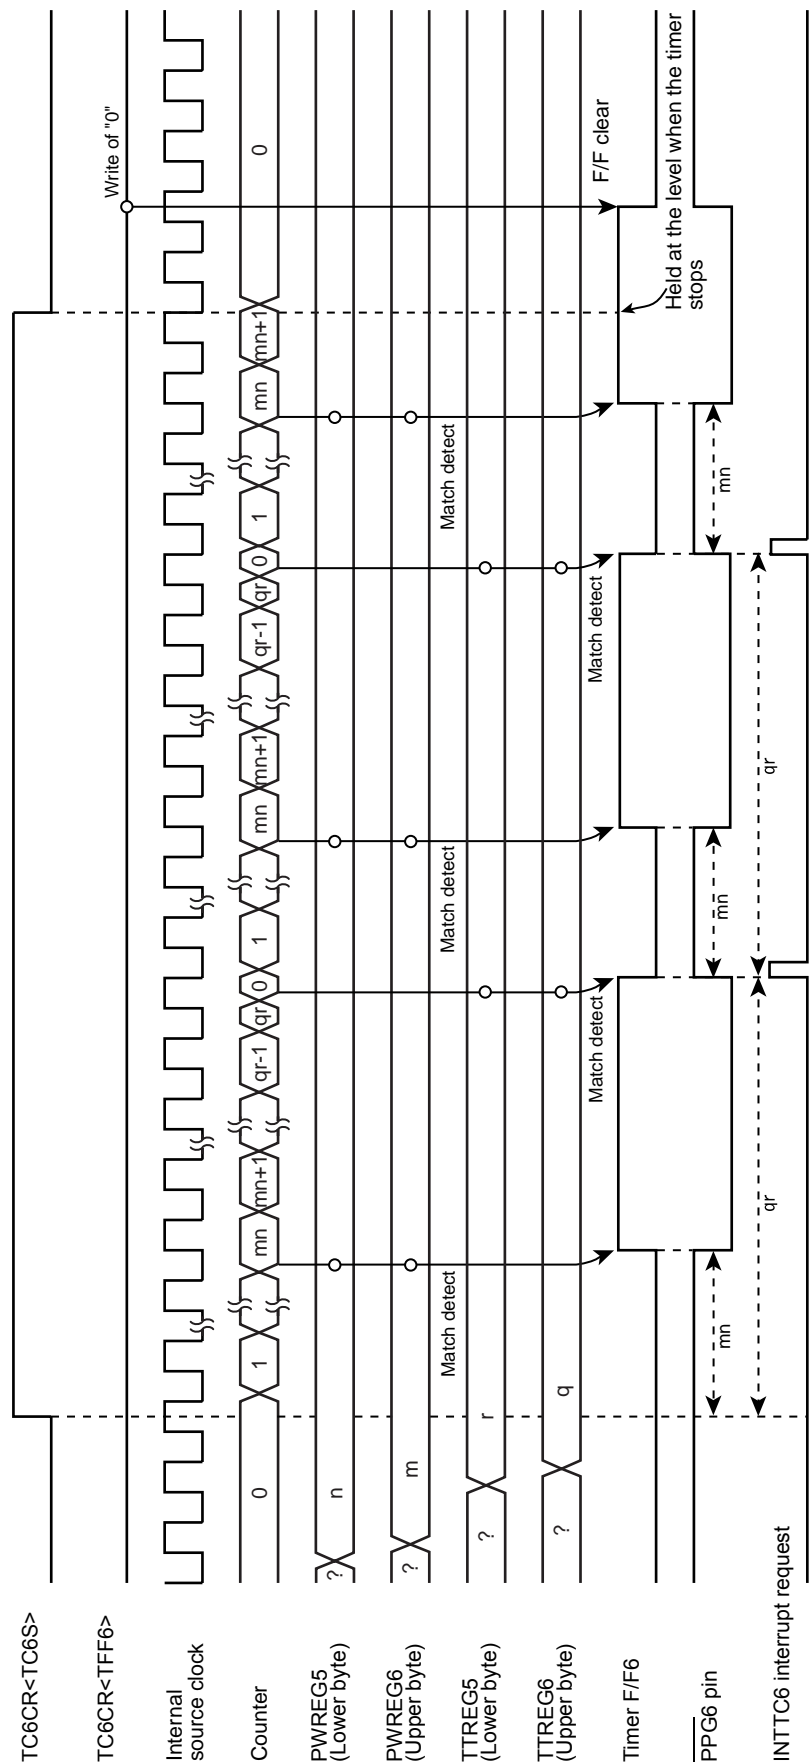 TC6CR<TC6S>
TC6CR<TFF6>
Write of "0"
Internal
source clock
Counter
0
1
mn
mn+1
qr-1
qr
0
1
mn
mn+1
qr-1
qr
0
1
mn
mn+1
0
PWREG5
(Lower byte)
?
n
PWREG6
(Upper byte)
?
m
Match detect
Match detect
Match detect
TTREG5
(Lower byte)
?
r
TTREG6
(Upper byte)
?
q
Match detect
Match detect
F/F clear
Timer F/F6
Held at the level when the timer
stops
PPG6 pin
mn
mn
mn
qr
qr
INTTC6 interrupt request